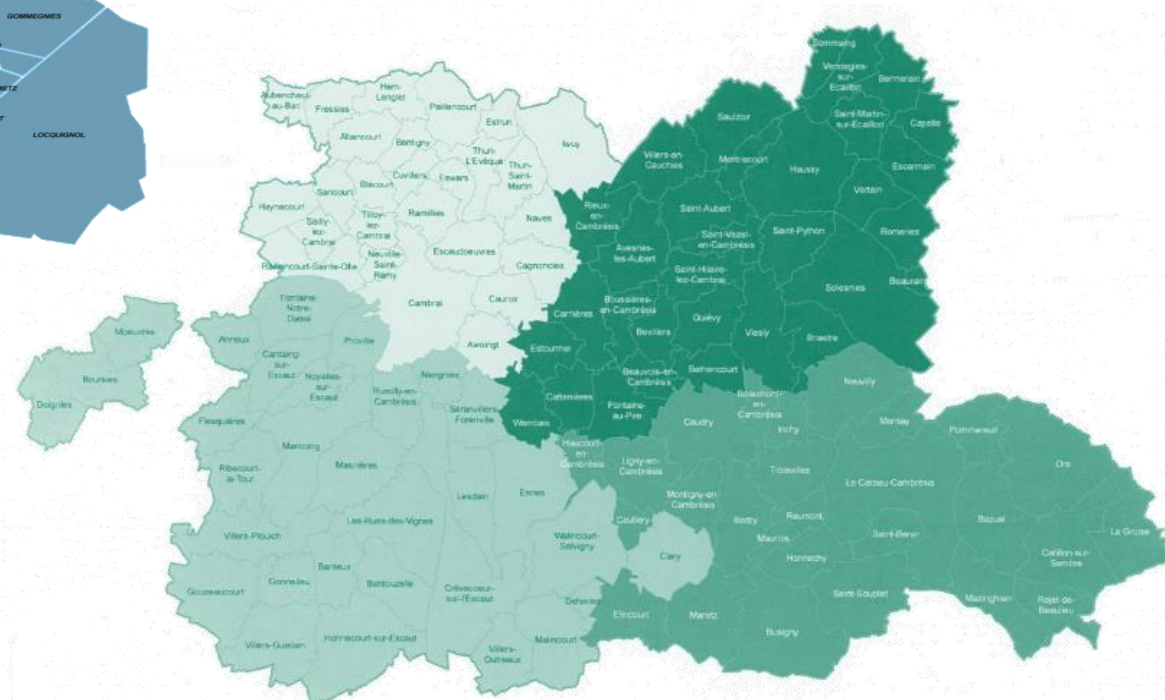 GOMMEGNIES
LOCQUIGNOL
Sommaing
Vendegies-
sur-
Ecaillon
Bermerain
Saint-Martin-
sur-Ecaillon
Capelle
Escarmain
Vertain
Romeries
Beaurain
Haussy
Saulzoir
Montrecourt
Villers-en-
Cauchies
Saint-Aubert
Saint-Python
Saint-Vaast-
en-Cambrésis
Solesmes
Rieux-
en-
Cambrésis
Avesnes-
les-Aubert
Saint-Hilaire-
lez-Cambrai
Boussières-
en-Cambrésis
Carnières
Quiévy
Viesly
Briastre
Bévillers
Estourmel
Beauvois-en-
Cambrésis
Béthencourt
Cattenières
Fontaine-
au-Pire
Wambaix
Aubencheul-
au-Bac
Fressies
Hem-
Lenglet
Paillencourt
Estrun
Iwuy
Abancourt
Bantigny
Thun-
L'Evêque
Thun-
Saint-
Martin
Cuvillers
Eswars
Blécourt
Sancourt
Haynecourt
Sailly-
lez-
Cambrai
Tilloy-
lez-
Cambrai
Ramillies
Naves
Raillencourt-Sainte-Olle
Neuville-
Saint-
Rémy
Escaudoeuvres
Cagnoncles
Cambrai
Cauroir
Awoingt
Moeuvres
Boursies
Doignies
Fontaine-
Notre-
Dame
Anneux
Proville
Cantaing-
sur-
Escaut
Noyelles-
sur-
Escaut
Rumilly-en-
Cambrésis
Niergnies
Séranvillers-
Forenville
Flesquières
Marcoing
Masnières
Ribécourt-
la-Tour
Lesdain
Esnes
Les-Rues-des-Vignes
Villers-Plouich
Walincourt-
Selvigny
Gouzeaucourt
Gonnelieu
Banteux
Bantouzelle
Crèvecoeur-
sur-l'Escaut
Dehéries
Villers-Guislain
Honnecourt-sur-Escaut
Villers-
Outreaux
Malincourt
Clary
Neuvilly
Beaumont-
en-
Cambrésis
Inchy
Montay
Pommereuil
Ors
Caudry
Haucourt-
en-
Cambrésis
Ligny-en-
Cambrésis
Troisvilles
Le Cateau-Cambrésis
Montigny-en-
Cambrésis
Caullery
Bertry
Reumont
Maurois
Honnechy
Saint-Benin
Bazuel
La Groise
Catillon-sur-
Sambre
Mazinghien
Rejet-de-
Beaulieu
Saint-Souplet
Elincourt
Maretz
Busigny